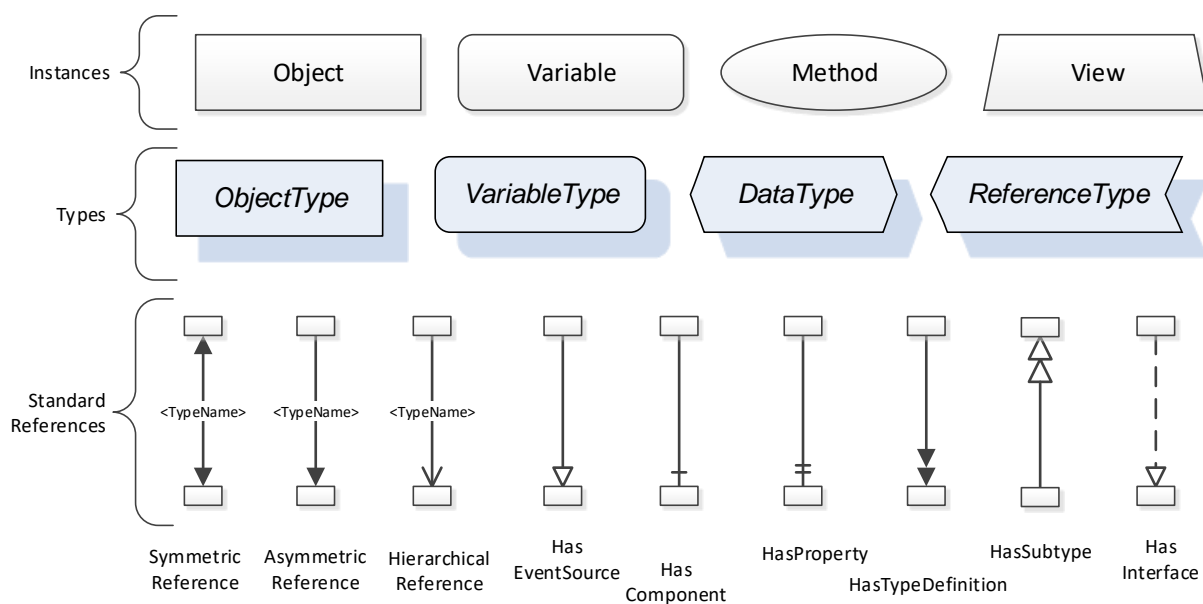 Instances
Object
Variable
Method
View
Types
ObjectType
VariableType
DataType
ReferenceType
Standard
References
<TypeName>
<TypeName>
<TypeName>
Symmetric
Reference
Asymmetric
Reference
Hierarchical
Reference
Has
EventSource
Has
Component
HasProperty
HasTypeDefinition
HasSubtype
Has
Interface